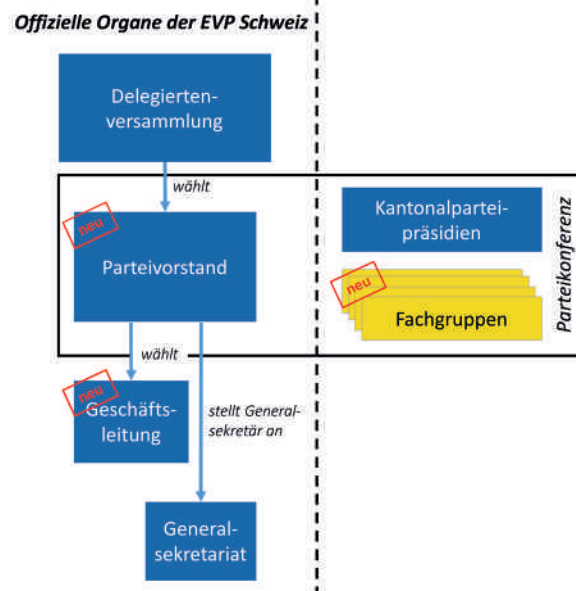 Offizielle Organe der EVP Schweiz
Delegierten-
versammlung
wählt
neu
Parteivorstand
Kantonalpartei-
präsidien
neu
Fachgruppen
Parteikonferenz
wählt
neu
Geschäfts-
leitung
stellt General-
sekretär an
General-
sekretariat